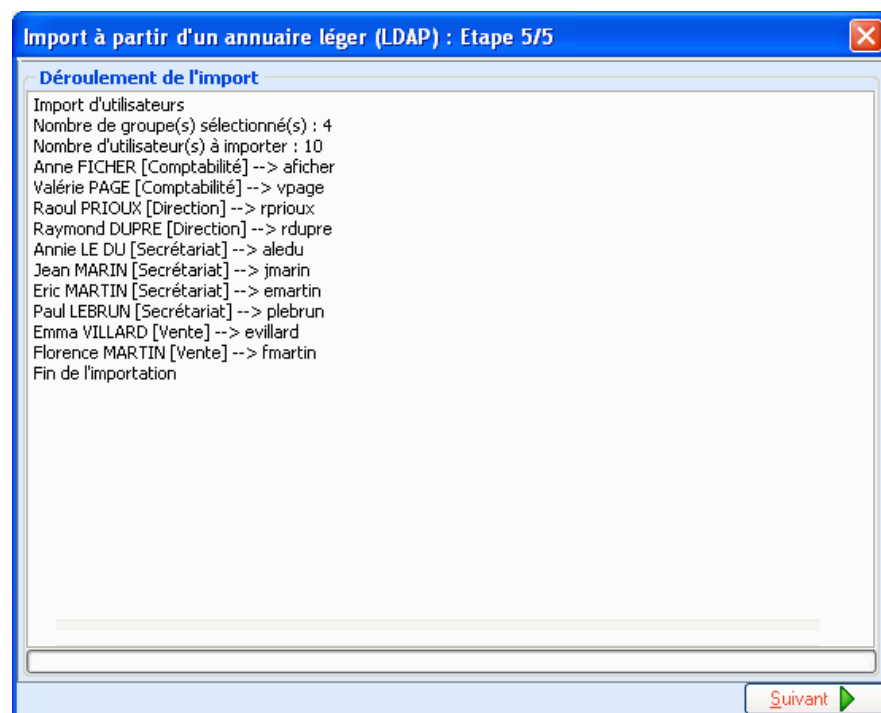 Import à partir d'un annuaire léger (LDAP) : Etape 5/5
Déroulement de l'import
Import d'utilisateurs
Nombre de groupe(s) sélectionné(s) : 4
Nombre d'utilisateur(s) à importer : 10
Anne FICHER [Comptabilité] --> aficher
Valérie PAGE [Comptabilité] --> vpage
Raoul PRIOUX [Direction] --> rprioux
Raymond DUPRE [Direction] --> rdupre
Annie LE DU [Secrétariat] --> aledu
Jean MARIN [Secrétariat] --> jmarin
Eric MARTIN [Secrétariat] --> emartin
Paul LEBRUN [Secrétariat] --> plebrun
Emma VILLARD [Vente] --> evillard
Florence MARTIN [Vente] --> fmartin
Fin de l'importation
Suivant